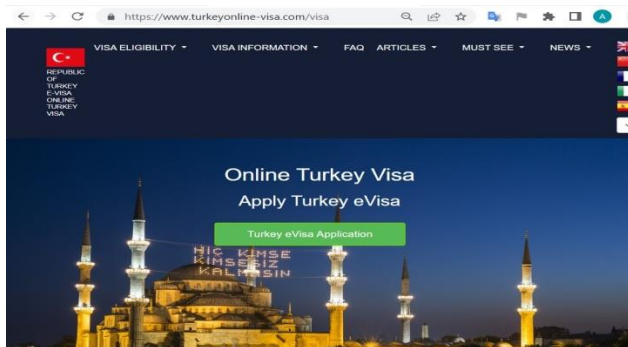 https://www.turkeyonline-visa.com/visa
A
VISA ELIGIBILITY
VISA INFORMATION
FAQ
ARTICLES
MUST SEE
NEWS
REPUBLIC
OF
TURKEY
E-VISA
ONLINE
TURKEY
VISA
Online Turkey Visa
Apply Turkey eVisa
Turkey eVisa Application
HİÇ KİMSE
KİMSESİZ
KALMASIN